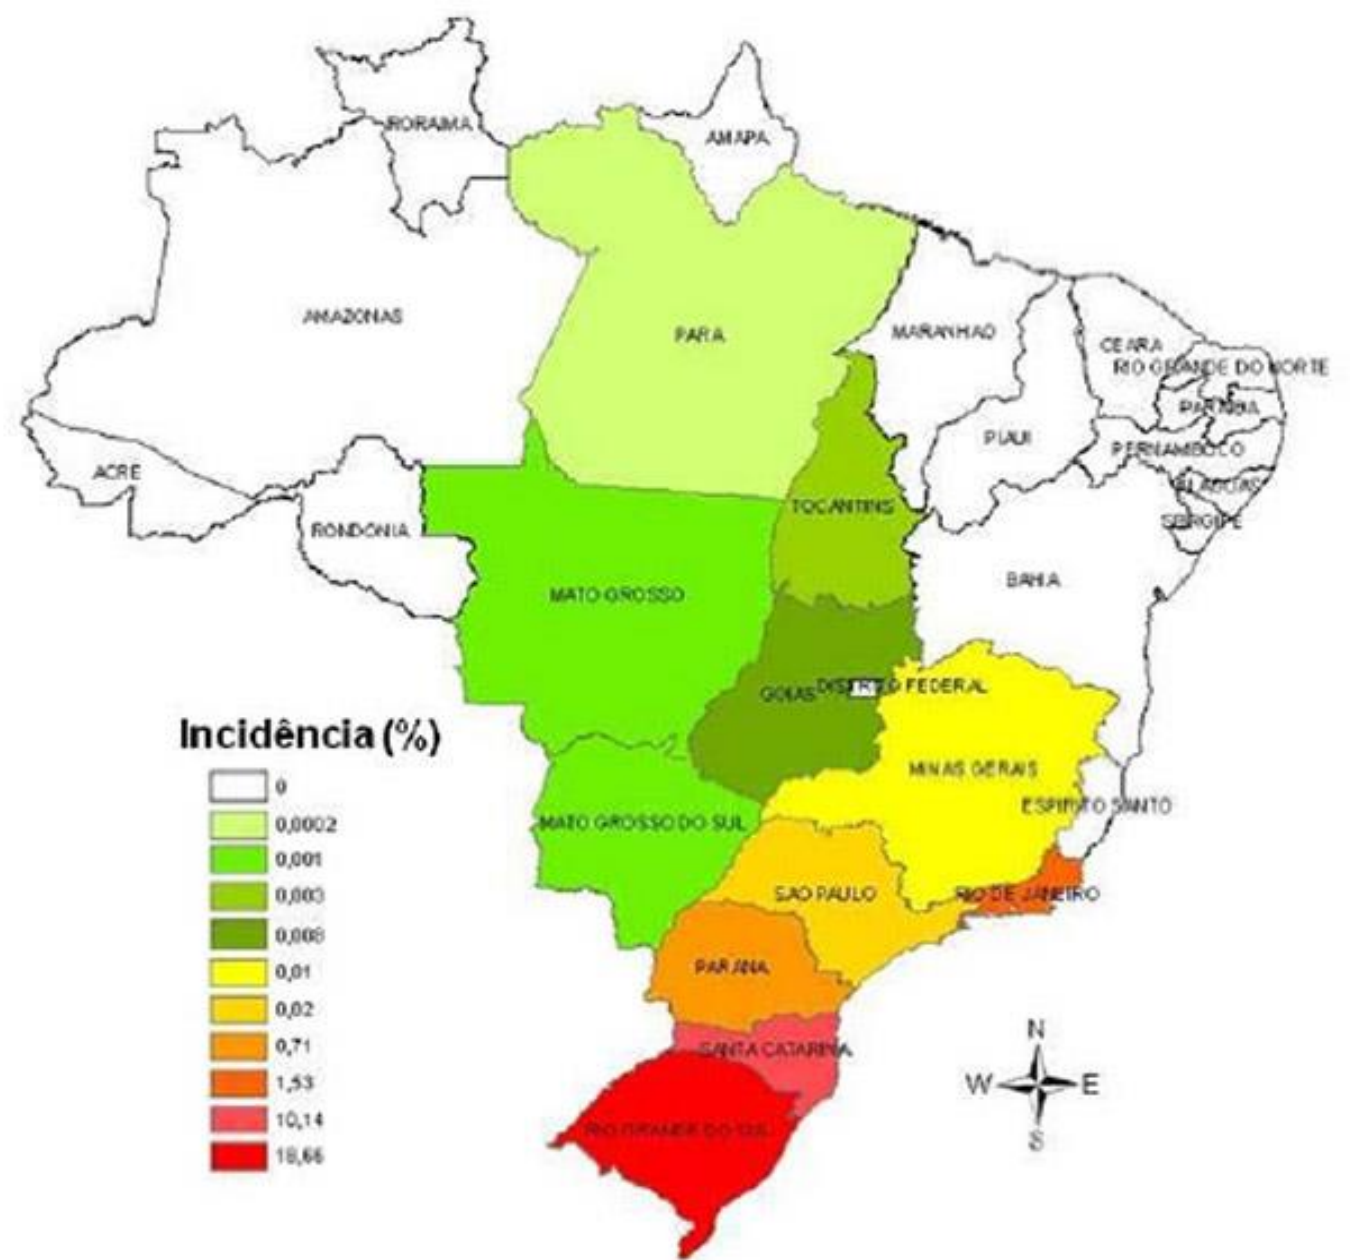 RORAIMA
AMAPA
AMAZONAS
PARA
MARANHAO
CEARA
RIO GRANDE DO NORTE
PARAIBA
PIAUI
PERNAMBUCO
ALAGOAS
SERGIPE
ACRE
RONDONIA
TOCANTINS
BAHIA
MATO GROSSO
GOIAS
DISTRITO FEDERAL
MINAS GERAIS
ESPIRITO SANTO
MATO GROSSO DO SUL
SAO PAULO
RIO DE JANEIRO
PARANA
SANTA CATARINA
RIO GRANDE DO SUL
Incidência (%)
0
0,0002
0,001
0,003
0,008
0,01
0,02
0,71
1,53
10,14
18,66
N
W E
S